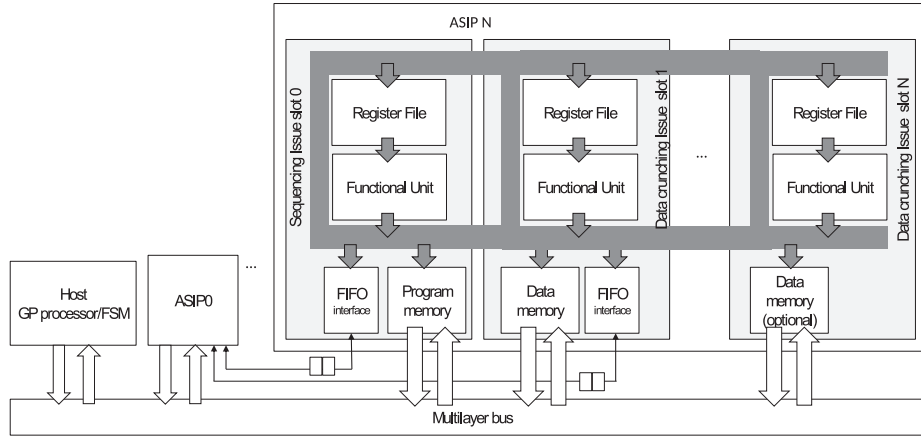 ASIP N
Sequencing Issue slot 0
Register File
Functional Unit
FIFO
interface
Program
memory
Data crunching Issue slot 1
Register File
Functional Unit
Data
memory
FIFO
interface
...
Data crunching Issue slot N
Register File
Functional Unit
Data
memory
(optional)
Host
GP processor/FSM
ASIP0
...
Multilayer bus